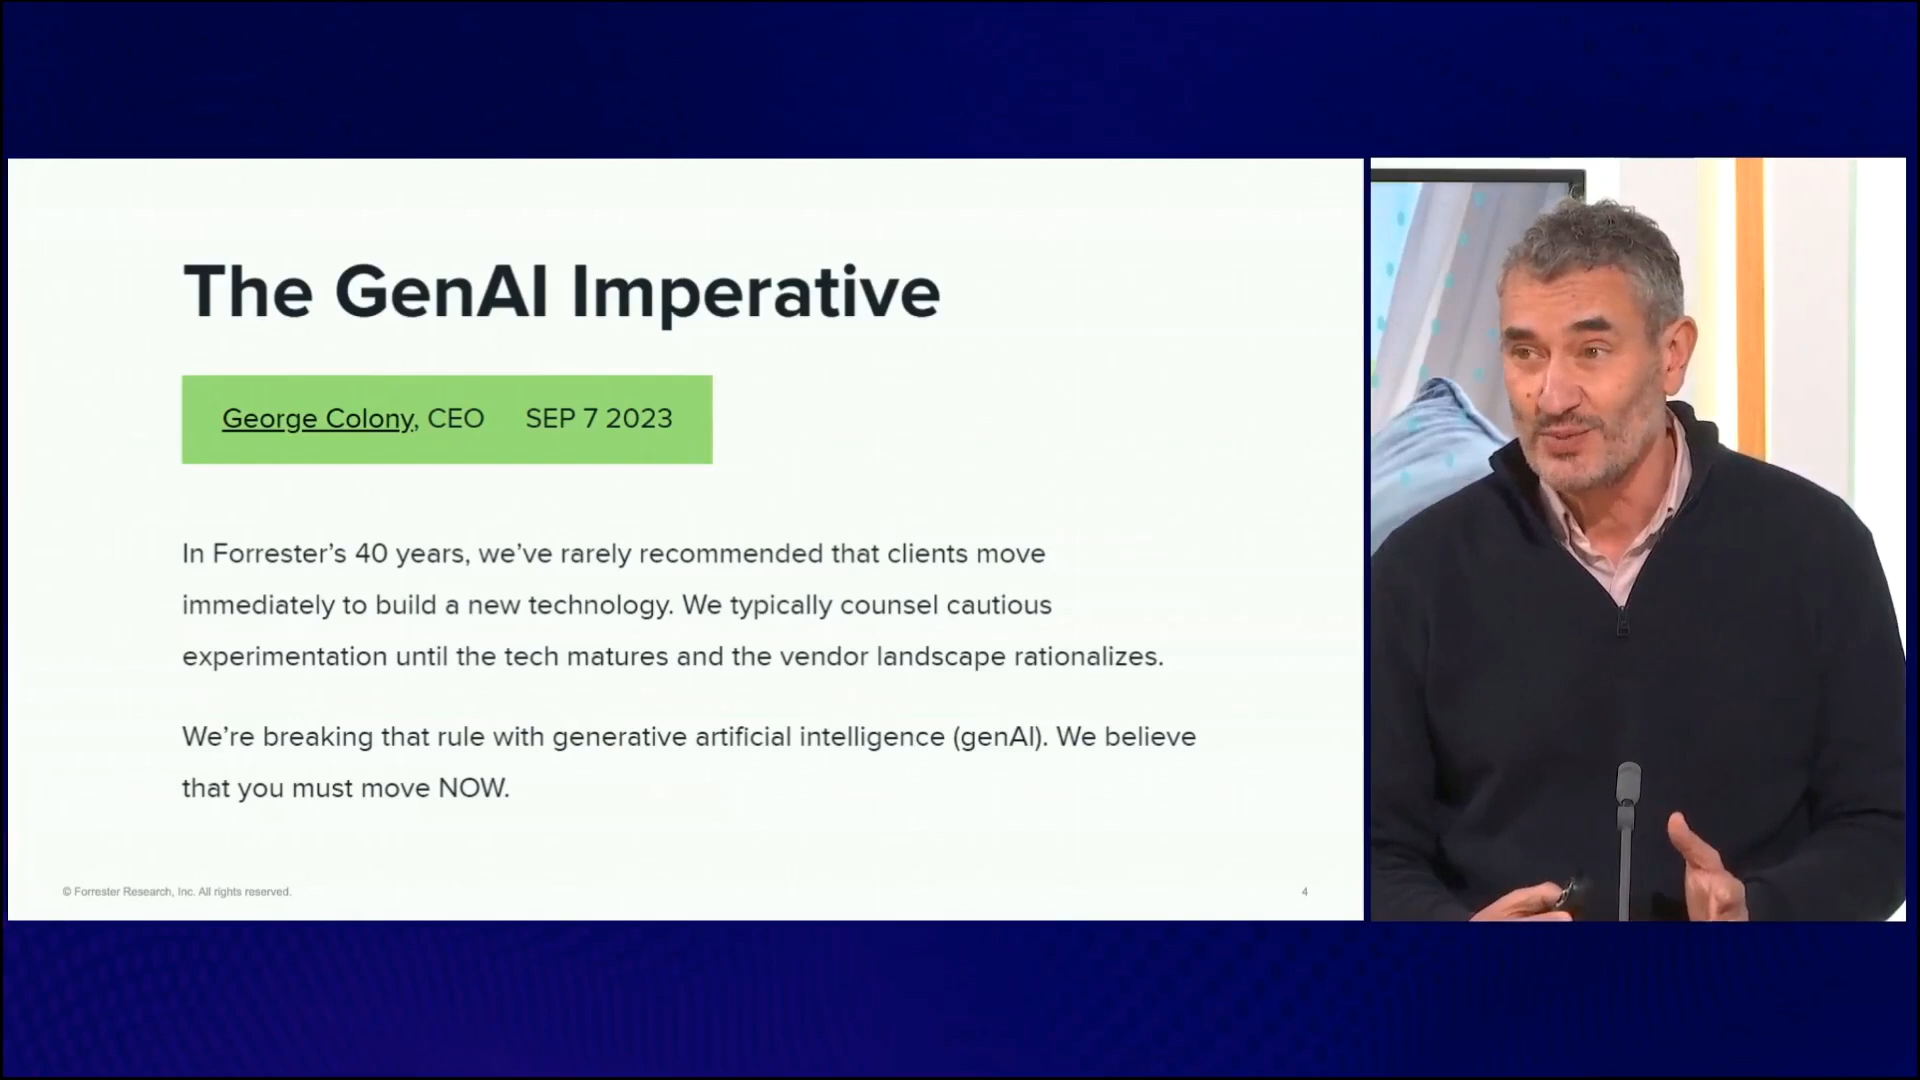 The GenAI Imperative
George Colony, CEO SEP 7 2023
In Forrester’s 40 years, we’ve rarely recommended that clients move
immediately to build a new technology. We typically counsel cautious
experimentation until the tech matures and the vendor landscape rationalizes.
We’re breaking that rule with generative artificial intelligence (genAI). We believe
that you must move NOW.
© Forrester Research, Inc. All rights reserved.
4